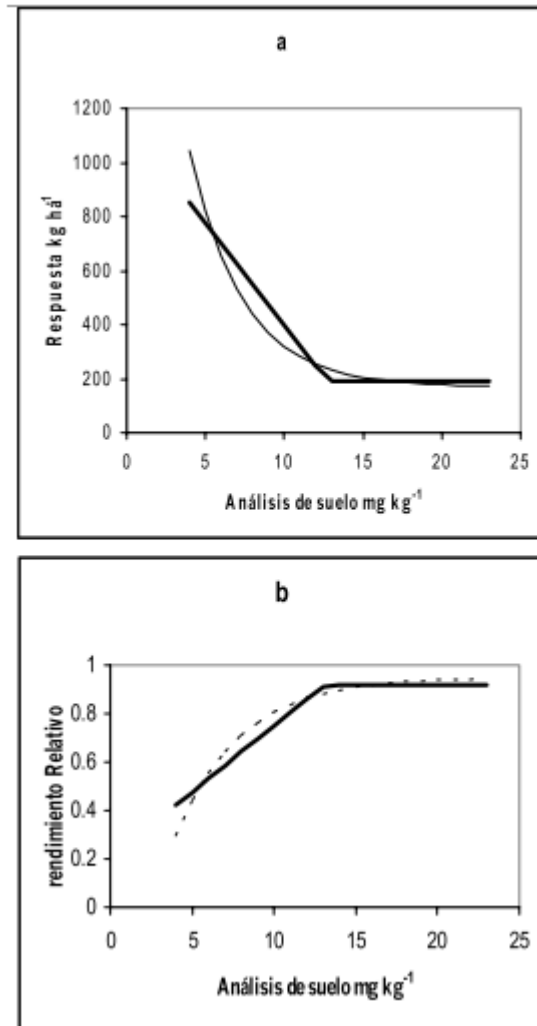 a
1200
1000
800
600
400
200
0
Respuesta kg há¹
0 5 10 15 20 25
Análisis de suelo mg kg⁻¹
b
1
0.8
0.6
0.4
0.2
0
rendimiento Relativo
0 5 10 15 20 25
Análisis de suelo mg kg⁻¹